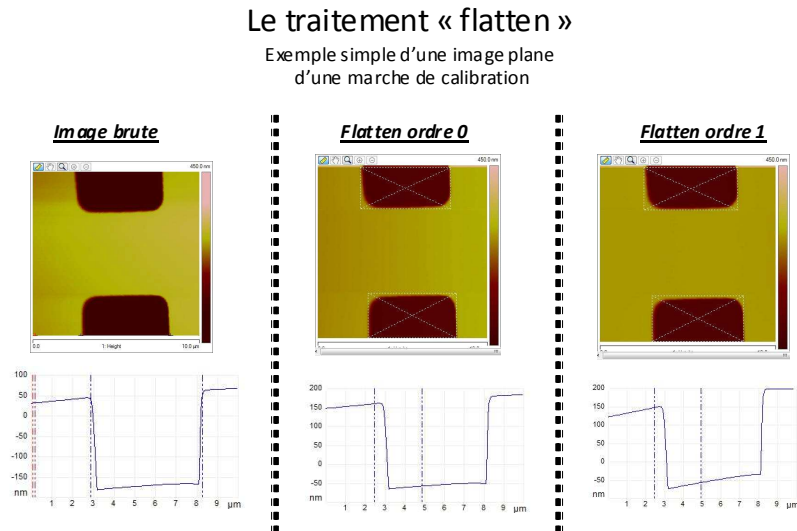 Le traitement « flatten »
Exemple simple d'une image plane
d'une marche de calibration
Image brute
Flatten ordre 0
Flatten ordre 1
450.0 nm
450.0 nm
450.0 nm
0.0 1: Height 10.0 µm
100
50
0
-50
-100
-150
nm
1 2 3 4 5 6 7 8 9 µm
200
150
100
50
0
-50
nm
1 2 3 4 5 6 7 8 9 µm
200
150
100
50
0
-50
nm
1 2 3 4 5 6 7 8 9 µm